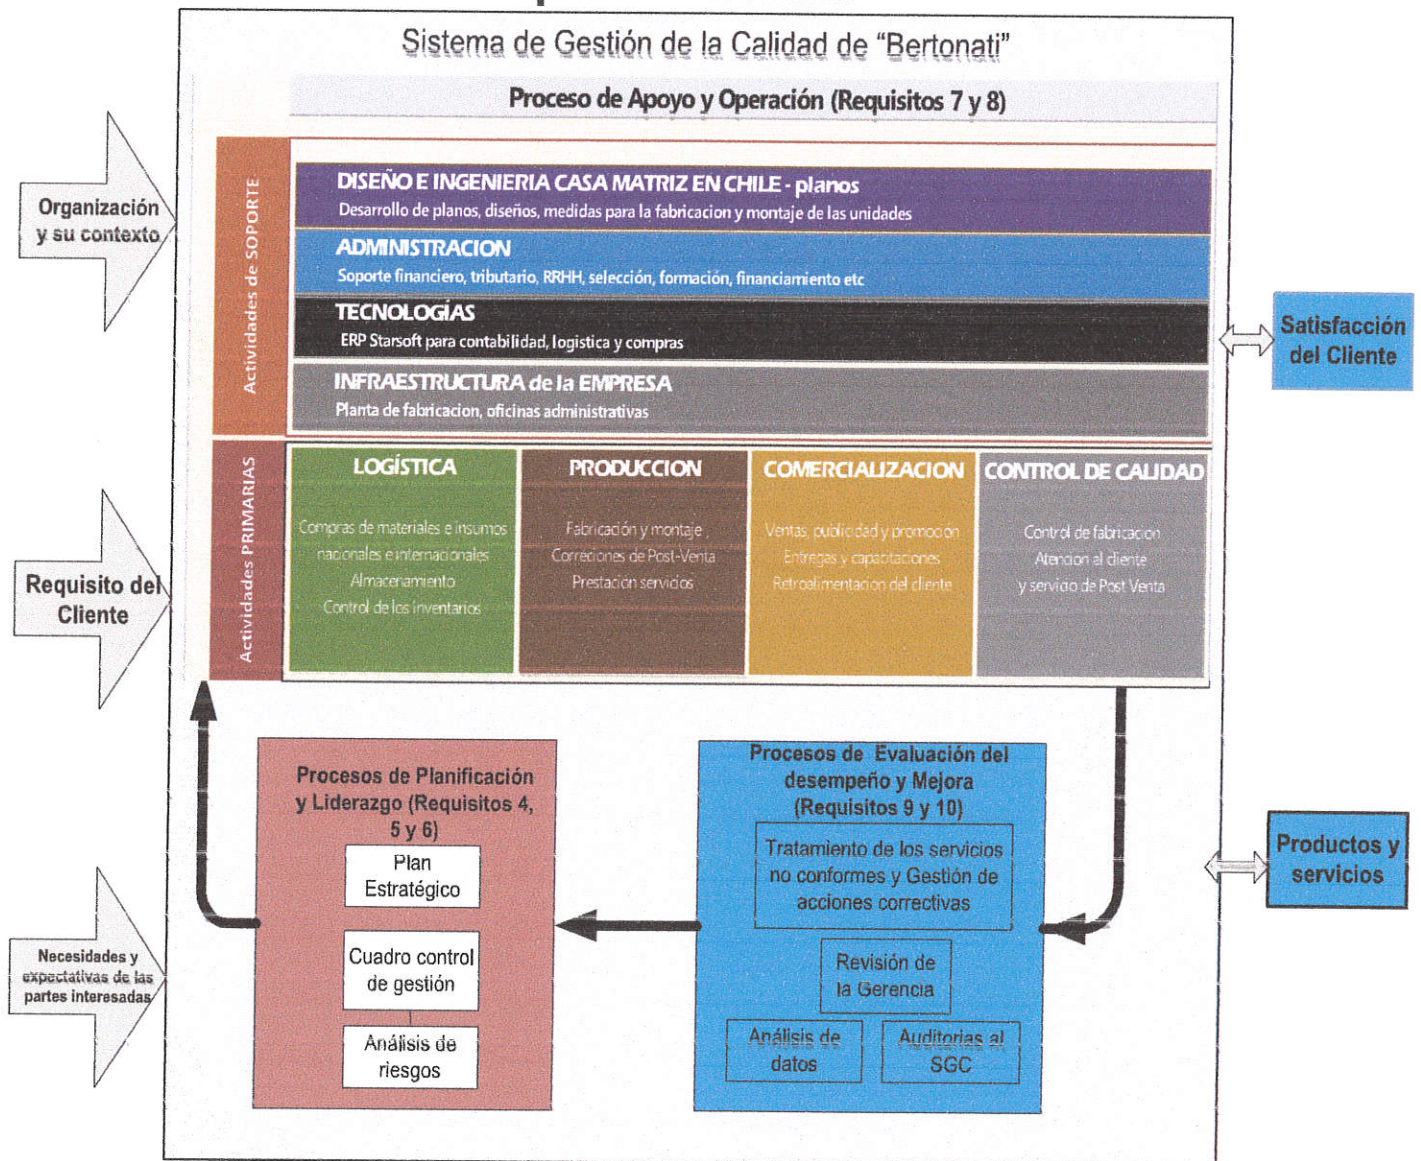 Sistema de Gestión de la Calidad de “Bertonati”
Proceso de Apoyo y Operación (Requisitos 7 y 8)
Organización
y su contexto
Actividades de SOPORTE
DISEÑO E INGENIERIA CASA MATRIZ EN CHILE - planos
Desarrollo de planos, diseños, medidas para la fabricacion y montaje de las unidades
ADMINISTRACION
Soporte financiero, tributario, RRHH, selección, formación, financiamiento etc
TECNOLOGÍAS
ERP Starsoft para contabilidad, logistica y compras
INFRAESTRUCTURA de la EMPRESA
Planta de fabricacion, oficinas administrativas
Satisfacción
del Cliente
Requisito del
Cliente
Actividades PRIMARIAS
LOGÍSTICA
Compras de materiales e insumos
nacionales e internacionales
Almacenamiento
Control de los inventarios
PRODUCCION
Fabricación y montaje
Correciones de Post-Venta
Prestación servicios
COMERCIALIZACION
Ventas, publicidad y promoción
Entregas y capacitaciones
Retroalimentacion del cliente
CONTROL DE CALIDAD
Control de fabricacion
Atencion al cliente
y servicio de Post Venta
Necesidades y
expectativas de las
partes interesadas
Procesos de Planificación
y Liderazgo (Requisitos 4,
5 y 6)
Plan
Estratégico
Cuadro control
de gestión
Análisis de
riesgos
Procesos de Evaluación del
desempeño y Mejora
(Requisitos 9 y 10)
Tratamiento de los servicios
no conformes y Gestión de
acciones correctivas
Revisión de
la Gerencia
Análisis de
datos
Auditorias al
SGC
Productos y
servicios